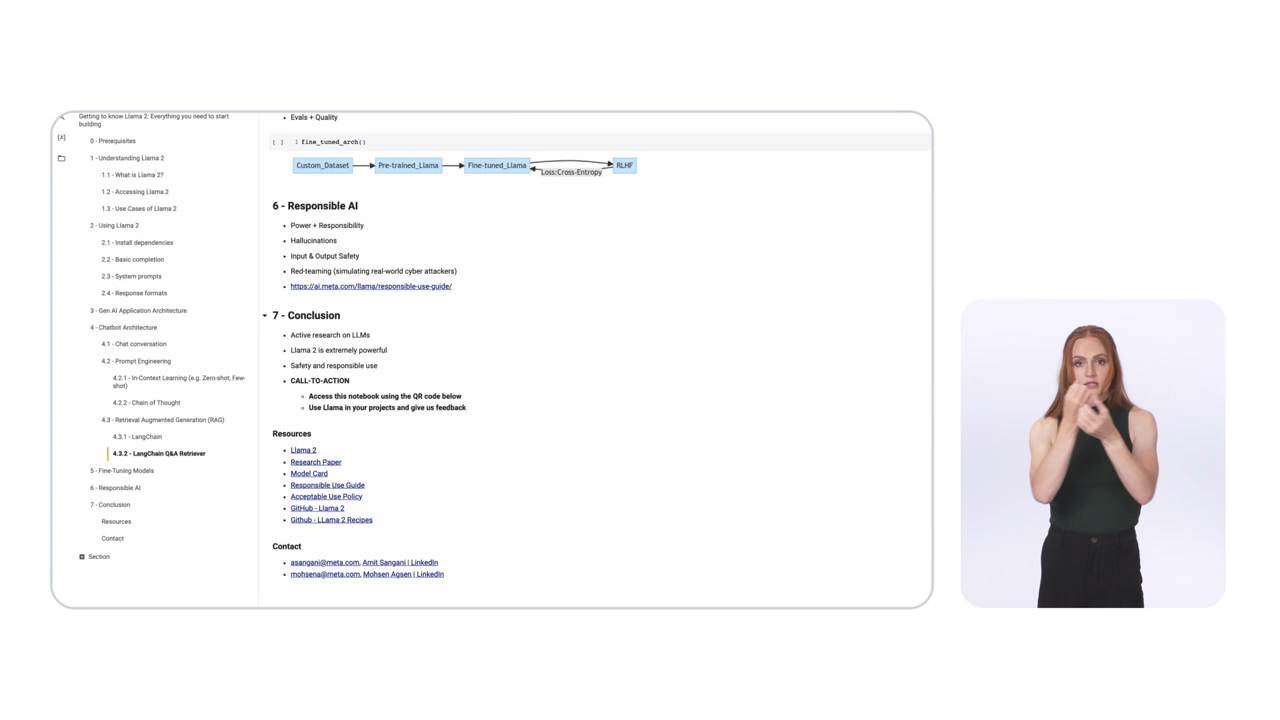 Getting to know Llama 2: Everything you need to start
building
0 - Prerequisites
1 - Understanding Llama 2
1.1 - What is Llama 2?
1.2 - Accessing Llama 2
1.3 - Use Cases of Llama 2
2 - Using Llama 2
2.1 - Install dependencies
2.2 - Basic completion
2.3 - System prompts
2.4 - Response formats
3 - Gen AI Application Architecture
4 - Chatbot Architecture
4.1 - Chat conversation
4.2 - Prompt Engineering
4.2.1 - In-Context Learning (e.g. Zero-shot, Few-
shot)
4.2.2 - Chain of Thought
4.3 - Retrieval Augmented Generation (RAG)
4.3.1 - LangChain
4.3.2 - LangChain Q&A Retriever
5 - Fine-Tuning Models
6 - Responsible AI
7 - Conclusion
Resources
Contact
Section
• Evals + Quality
[ ] 1 fine_tuned_arch()
Custom_Dataset Pre-trained_Llama Fine-tuned_Llama RLHF
Loss:Cross-Entropy
6 - Responsible AI
• Power + Responsibility
• Hallucinations
• Input & Output Safety
• Red-teaming (simulating real-world cyber attackers)
• https://ai.meta.com/llama/responsible-use-guide/
7 - Conclusion
• Active research on LLMs
• Llama 2 is extremely powerful
• Safety and responsible use
• CALL-TO-ACTION
○ Access this notebook using the QR code below
○ Use Llama in your projects and give us feedback
Resources
• Llama 2
• Research Paper
• Model Card
• Responsible Use Guide
• Acceptable Use Policy
• GitHub - Llama 2
• Github - LLama 2 Recipes
Contact
• asangani@meta.com, Amit Sangani | LinkedIn
• mohsena@meta.com, Mohsen Agsen | LinkedIn